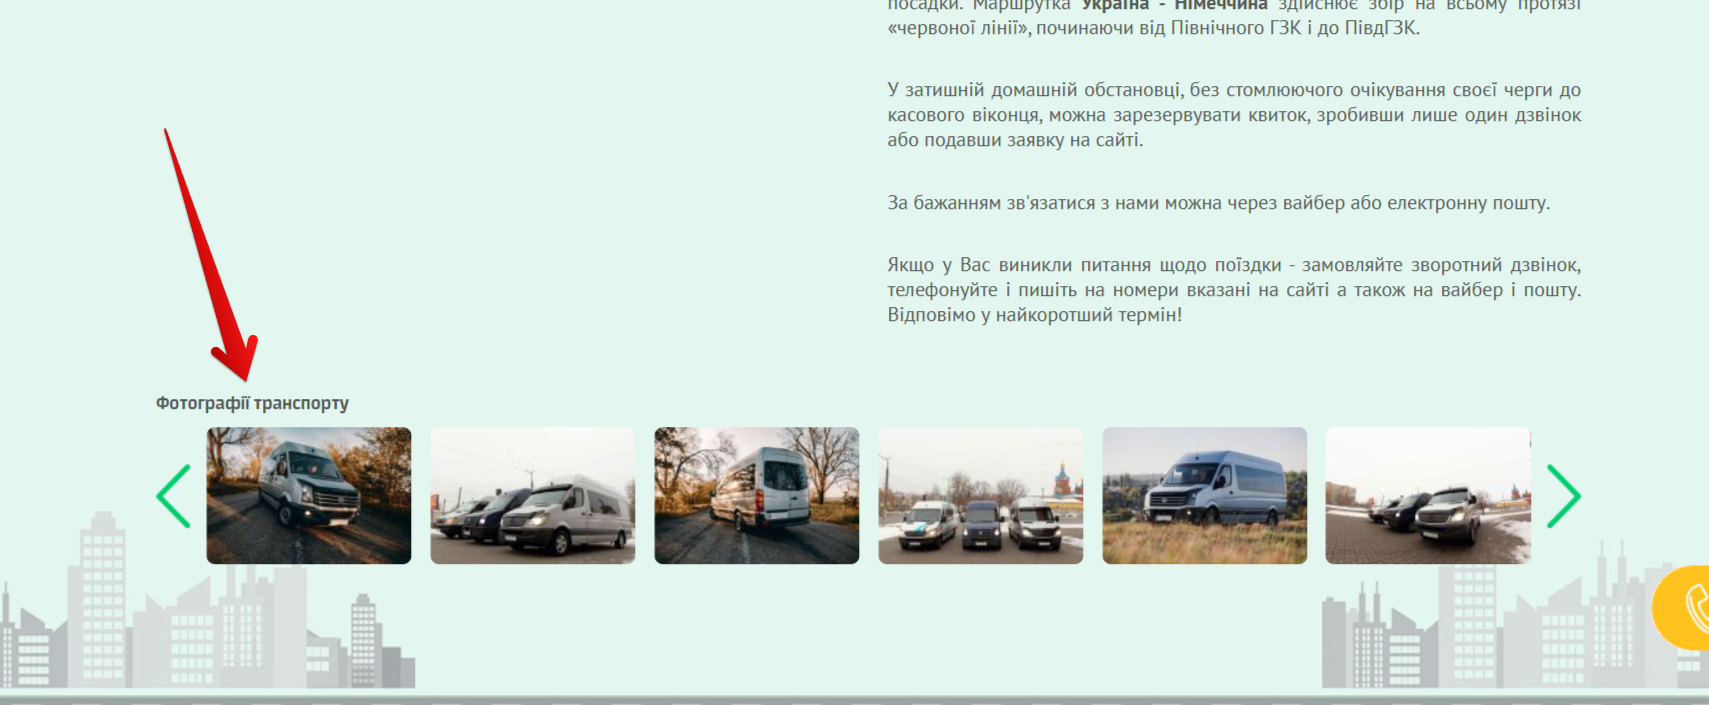 посадки. Маршрутка Україна - Німеччина здійснює збір на всьому протязі
«червоної лінії», починаючи від Північного ГЗК і до ПівдГЗК.
У затишній домашній обстановці, без стомлюючого очікування своєї черги до
касового віконця, можна зарезервувати квиток, зробивши лише один дзвінок
або подавши заявку на сайті.
За бажанням зв'язатися з нами можна через вайбер або електронну пошту.
Якщо у Вас виникли питання щодо поїздки - замовляйте зворотний дзвінок,
телефонуйте і пишіть на номери вказані на сайті а також на вайбер і пошту.
Відповімо у найкоротший термін!
Фотографії транспорту